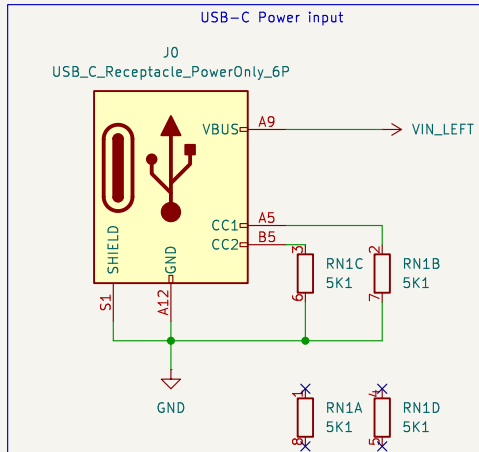 USB-C Power input
J0
USB_C_Receptacle_PowerOnly_6P
VBUS
A9
VIN_LEFT
CC1
A5
CC2
B5
SHIELD
GND
S1
A12
3
RN1C
5K1
6
2
RN1B
5K1
7
GND
1
RN1A
5K1
8
4
RN1D
5K1
5